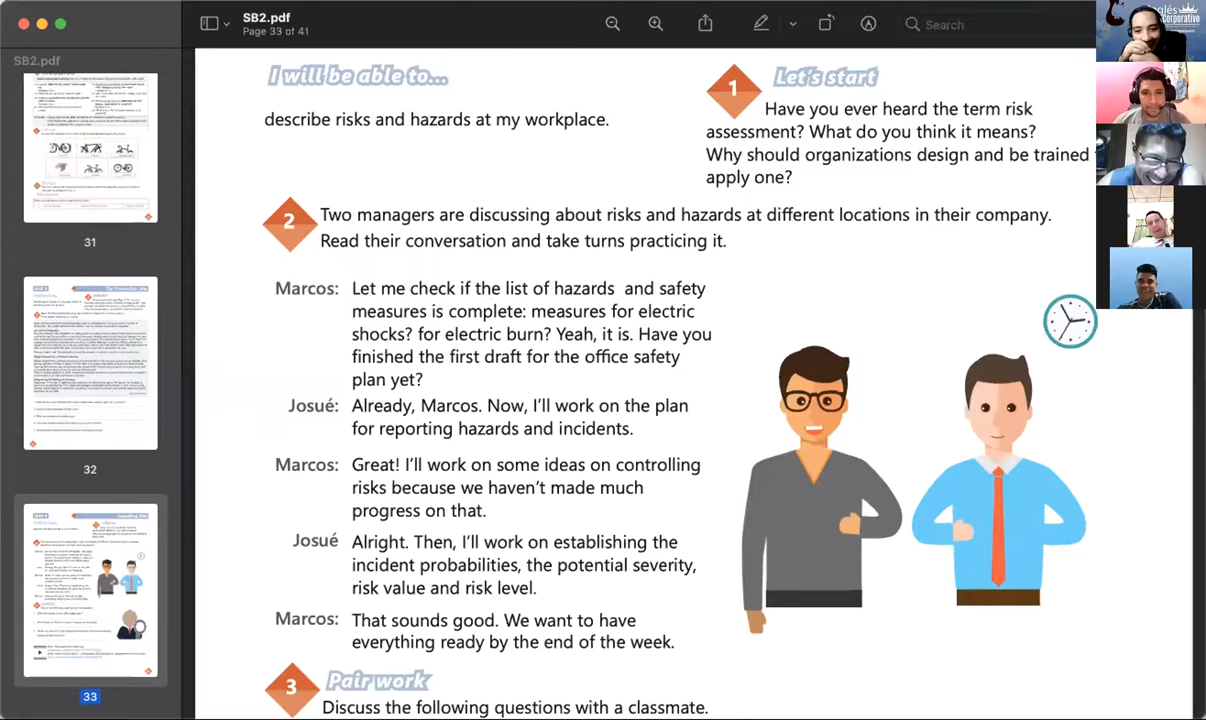 SB2.pdf
Page 33 of 41
Search
Inglés
Corporativo
SB2.pdf
31
32
33
I will be able to...
describe risks and hazards at my workplace.
1
Let's start
Have you ever heard the term risk
assessment? What do you think it means?
Why should organizations design and be trained
apply one?
2
Two managers are discussing about risks and hazards at different locations in their company.
Read their conversation and take turns practicing it.
Marcos: Let me check if the list of hazards and safety
measures is complete: measures for electric
shocks? for electric burn? Yeah, it is. Have you
finished the first draft for the office safety
plan yet?
Josué: Already, Marcos. Now, I'll work on the plan
for reporting hazards and incidents.
Marcos: Great! I'll work on some ideas on controlling
risks because we haven't made much
progress on that.
Josué Alright. Then, I'll work on establishing the
incident probabilities, the potential severity,
risk value and risk level.
Marcos: That sounds good. We want to have
everything ready by the end of the week.
3
Pair work
Discuss the following questions with a classmate.